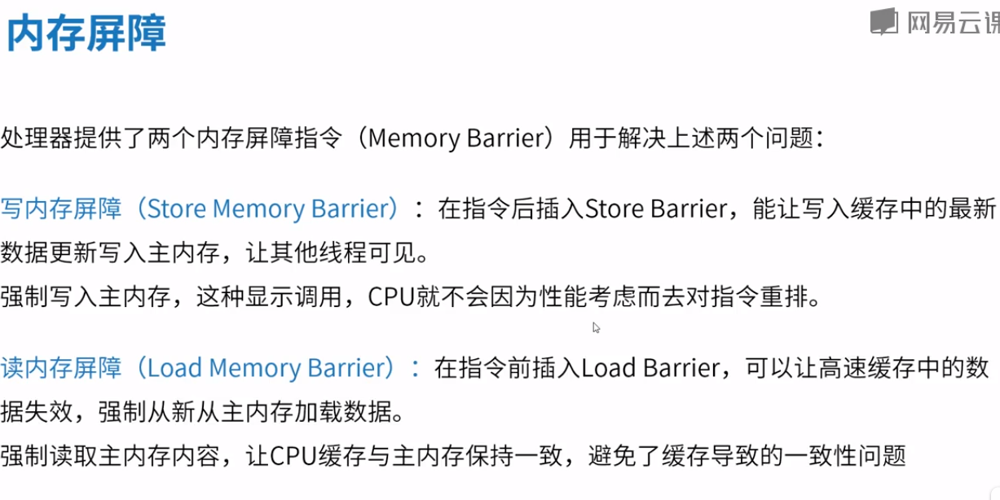 内存屏障
网易云课
处理器提供了两个内存屏障指令（Memory Barrier）用于解决上述两个问题：
写内存屏障（Store Memory Barrier）：在指令后插入Store Barrier，能让写入缓存中的最新
数据更新写入主内存，让其他线程可见。
强制写入主内存，这种显示调用，CPU就不会因为性能考虑而去对指令重排。
读内存屏障（Load Memory Barrier）：在指令前插入Load Barrier，可以让高速缓存中的数
据失效，强制从新从主内存加载数据。
强制读取主内存内容，让CPU缓存与主内存保持一致，避免了缓存导致的一致性问题